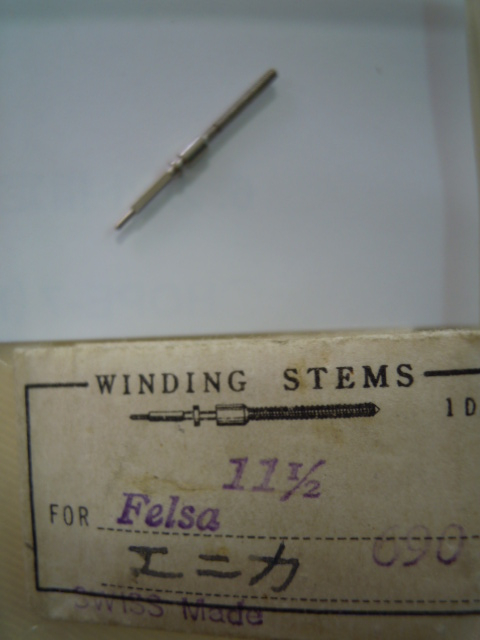 WINDING STEMS
1D
11½
FOR Felsa
エニカ 690
SWISS Made